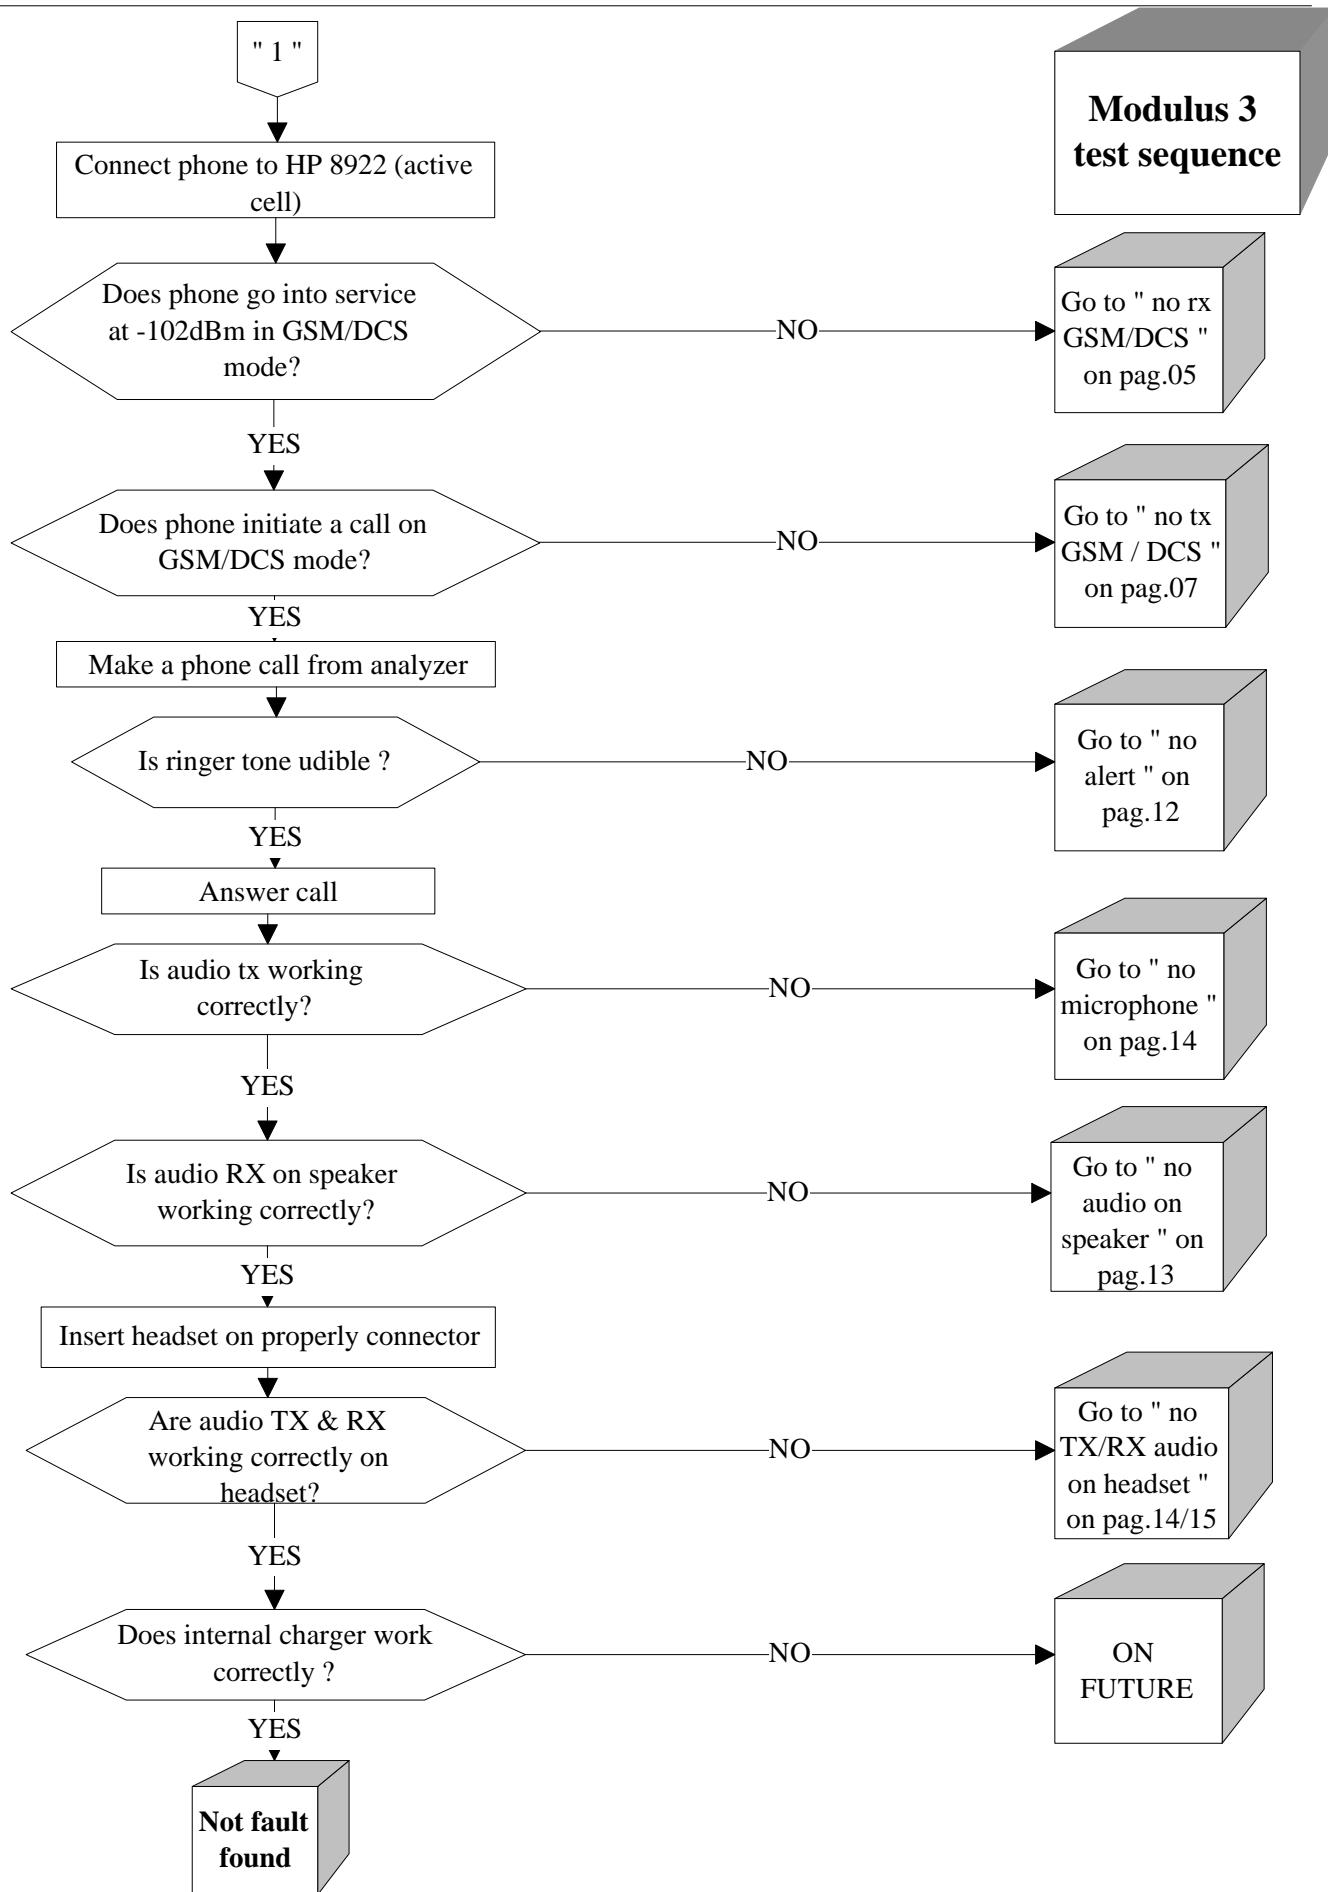 " 1 "
Modulus 3
test sequence
Connect phone to HP 8922 (active
cell)
Does phone go into service
at -102dBm in GSM/DCS
mode?
NO
Go to " no rx
GSM/DCS "
on pag.05
YES
Does phone initiate a call on
GSM/DCS mode?
NO
Go to " no tx
GSM / DCS "
on pag.07
YES
Make a phone call from analyzer
Is ringer tone udible ?
NO
Go to " no
alert " on
pag.12
YES
Answer call
Is audio tx working
correctly?
NO
Go to " no
microphone "
on pag.14
YES
Is audio RX on speaker
working correctly?
NO
Go to " no
audio on
speaker " on
pag.13
YES
Insert headset on properly connector
Are audio TX & RX
working correctly on
headset?
NO
Go to " no
TX/RX audio
on headset "
on pag.14/15
YES
Does internal charger work
correctly ?
NO
ON
FUTURE
YES
Not fault
found